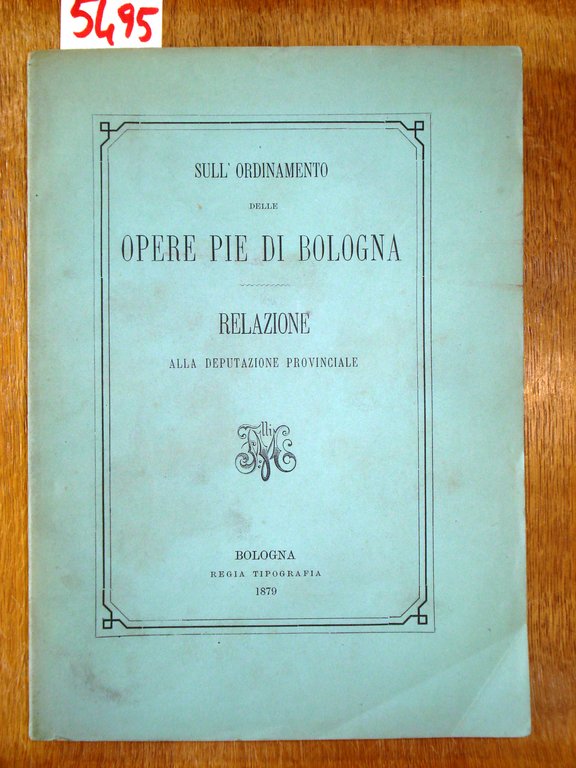 5495
SULL' ORDINAMENTO
DELLE
OPERE PIE DI BOLOGNA
RELAZIONE
ALLA DEPUTAZIONE PROVINCIALE
BOLOGNA
REGIA TIPOGRAFIA
1879